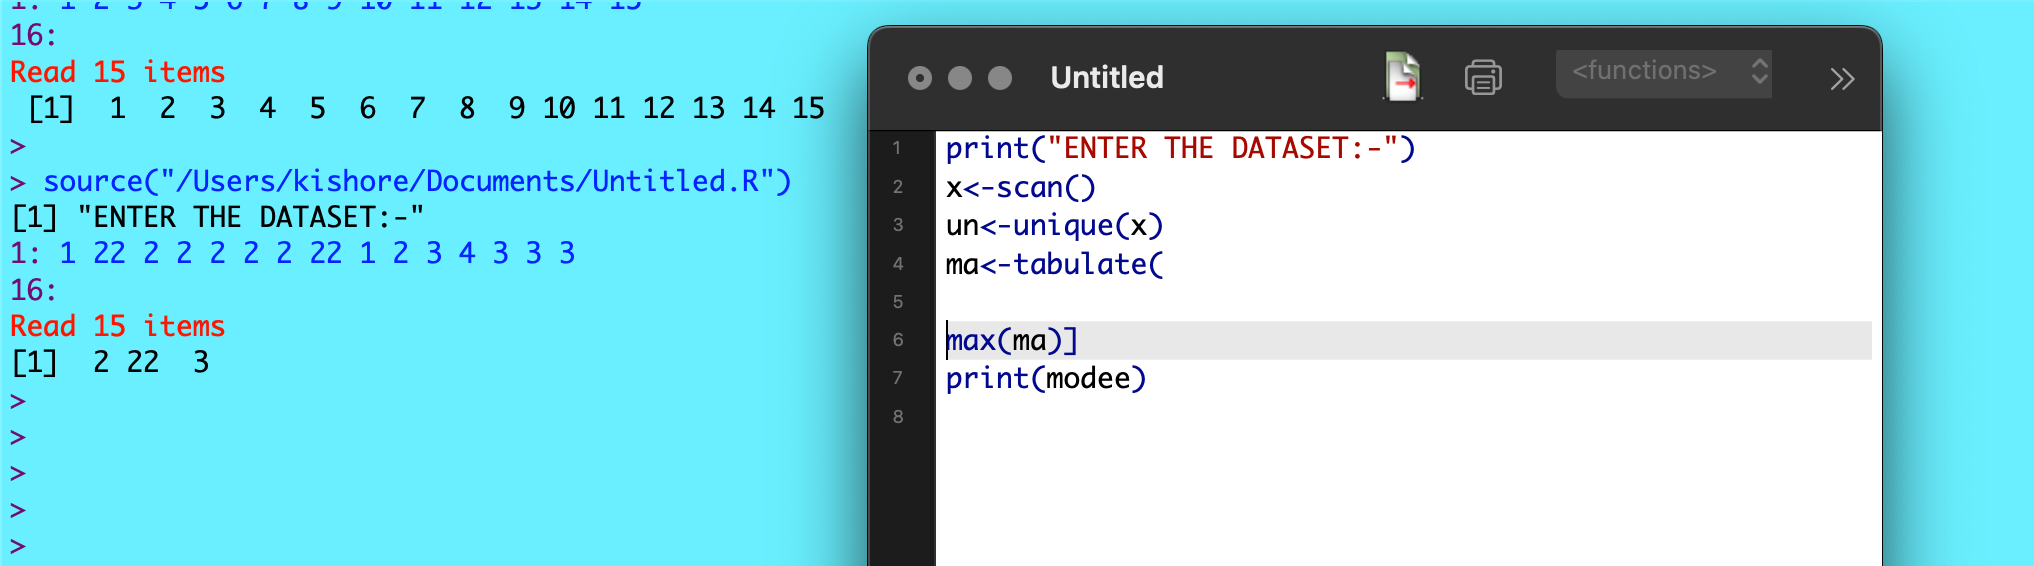 1: 1 2 3 4 5 6 7 8 9 10 11 12 13 14 15
16:
Read 15 items
[1] 1 2 3 4 5 6 7 8 9 10 11 12 13 14 15
>
> source("/Users/kishore/Documents/Untitled.R")
[1] "ENTER THE DATASET:-"
1: 1 22 2 2 2 2 2 22 1 2 3 4 3 3 3
16:
Read 15 items
[1] 2 22 3
>
>
>
>
>
Untitled
<functions>
1 print("ENTER THE DATASET:-")
2 x<-scan()
3 un<-unique(x)
4 ma<-tabulate(
5
6 max(ma)]
7 print(modee)
8